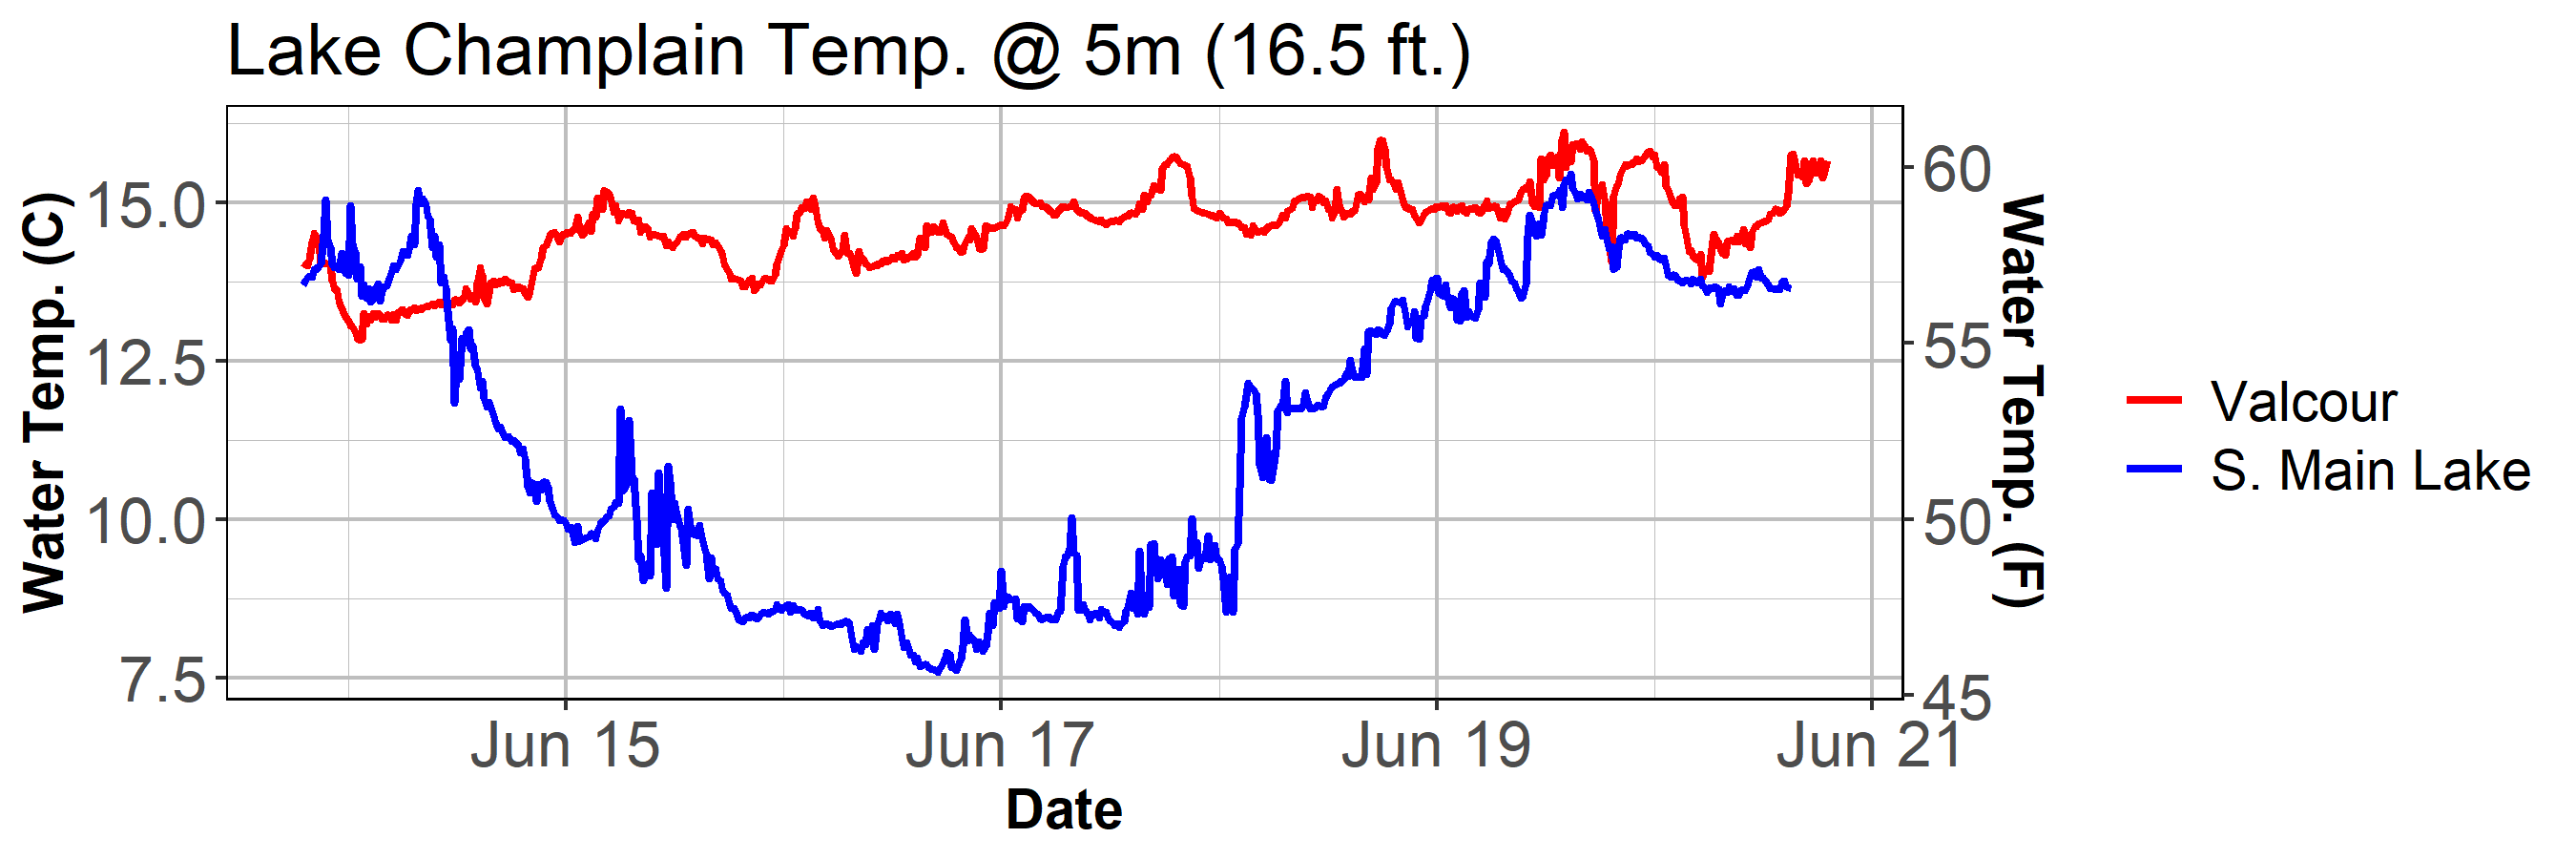 Lake Champlain Temp. @ 5m (16.5 ft.)
Water Temp. (C)
15.0
12.5
10.0
7.5
60
55
50
45
Water Temp. (F)
Jun 15
Jun 17
Jun 19
Jun 21
Date
Valcour
S. Main Lake